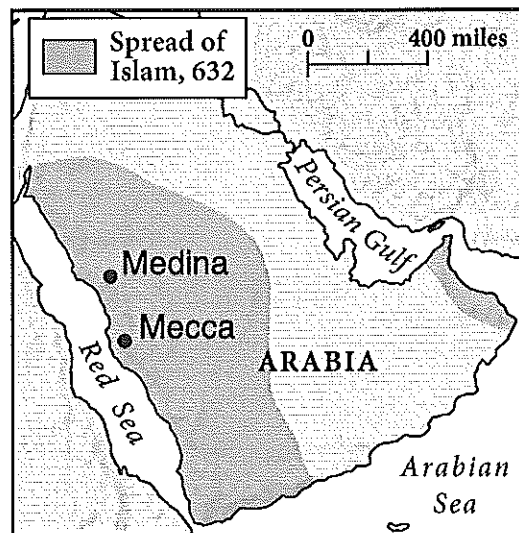 Spread of
Islam, 632
0 400 miles
Persian Gulf
Medina
Mecca
ARABIA
Red Sea
Arabian
Sea